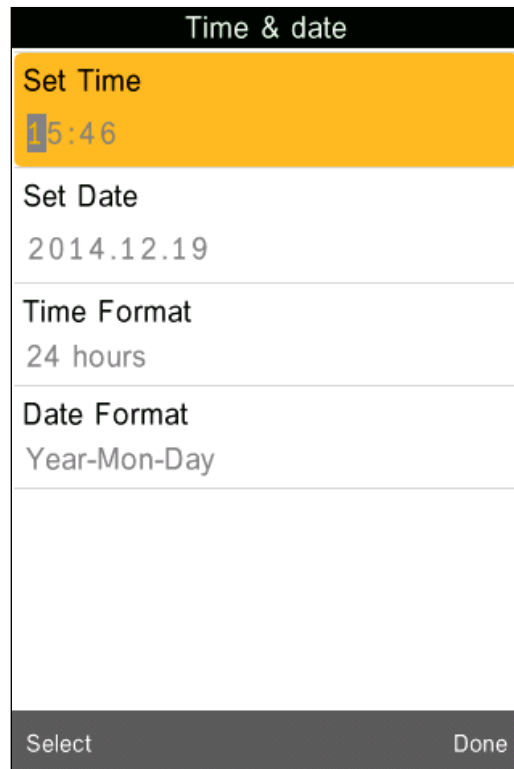 Time & date
Set Time
15:46
Set Date
2014.12.19
Time Format
24 hours
Date Format
Year-Mon-Day
Select Done